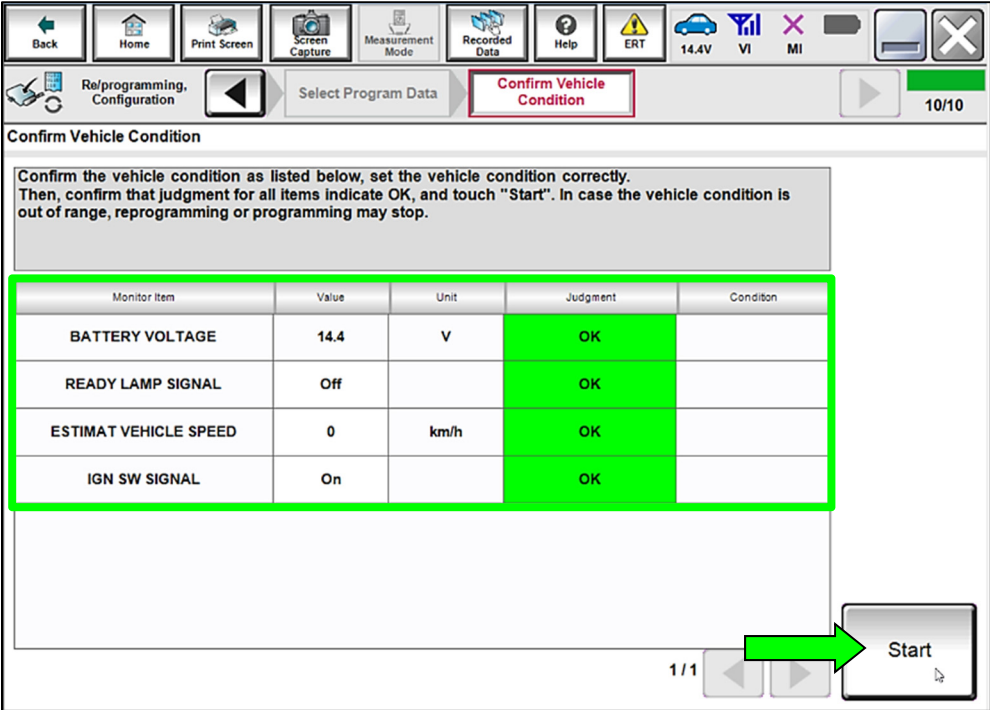 Back
Home
Print Screen
Screen
Capture
Measurement
Mode
Recorded
Data
Help
ERT
14.4V
VI
MI
Re/programming,
Configuration
Select Program Data
Confirm Vehicle
Condition
10/10
Confirm Vehicle Condition
Confirm the vehicle condition as listed below, set the vehicle condition correctly.
Then, confirm that judgment for all items indicate OK, and touch "Start". In case the vehicle condition is
out of range, reprogramming or programming may stop.
Monitor Item Value Unit Judgment Condition
BATTERY VOLTAGE 14.4 V OK
READY LAMP SIGNAL Off OK
ESTIMAT VEHICLE SPEED 0 km/h OK
IGN SW SIGNAL On OK
Start
1/1